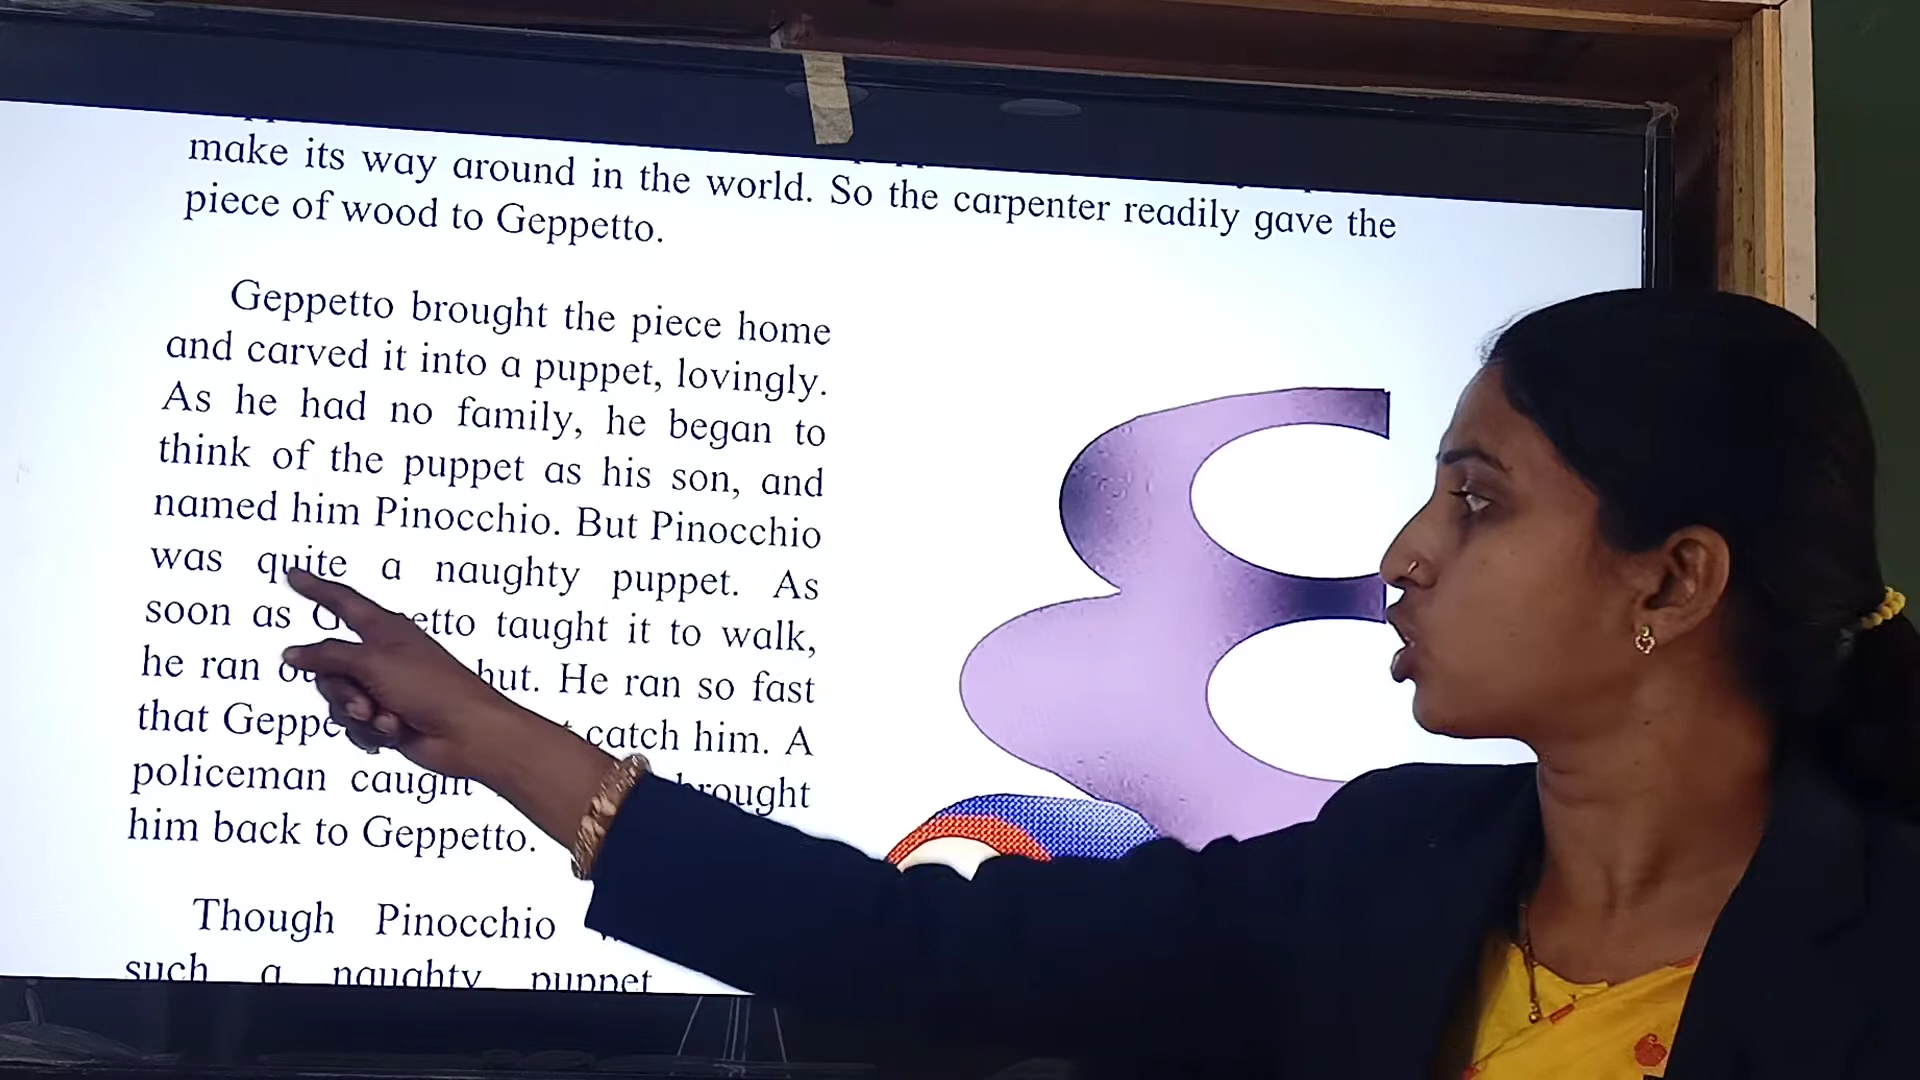 make its way around in the world. So the carpenter readily gave the
piece of wood to Geppetto.
Geppetto brought the piece home
and carved it into a puppet, lovingly.
As he had no family, he began to
think of the puppet as his son, and
named him Pinocchio. But Pinocchio
was quite a naughty puppet. As
soon as etto taught it to walk,
he ran hut. He ran so fast
that Geppe catch him. A
policeman caught rought
him back to Geppetto.
Though Pinocchio
such a naughty puppet